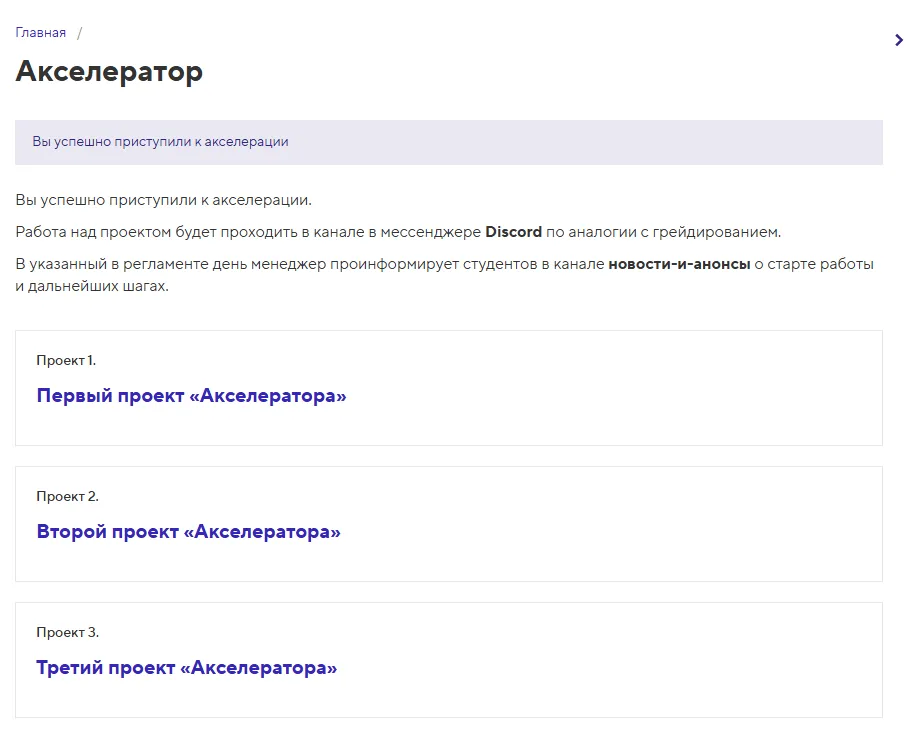 Главная /
Акселератор
Вы успешно приступили к акселерации
Вы успешно приступили к акселерации.
Работа над проектом будет проходить в канале в мессенджере Discord по аналогии с грейдированием.
В указанный в регламенте день менеджер проинформирует студентов в канале новости-и-анонсы о старте работы
и дальнейших шагах.
Проект 1.
Первый проект «Акселератора»
Проект 2.
Второй проект «Акселератора»
Проект 3.
Третий проект «Акселератора»